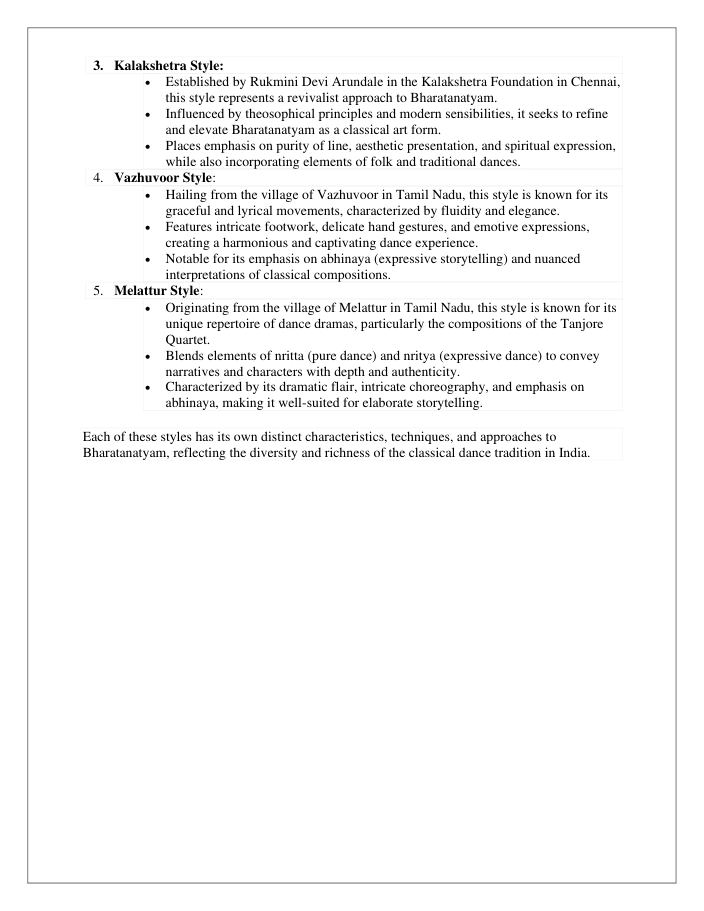 3. Kalakshetra Style:
• Established by Rukmini Devi Arundale in the Kalakshetra Foundation in Chennai,
this style represents a revivalist approach to Bharatanatyam.
• Influenced by theosophical principles and modern sensibilities, it seeks to refine
and elevate Bharatanatyam as a classical art form.
• Places emphasis on purity of line, aesthetic presentation, and spiritual expression,
while also incorporating elements of folk and traditional dances.
4. Vazhuvoor Style:
• Hailing from the village of Vazhuvoor in Tamil Nadu, this style is known for its
graceful and lyrical movements, characterized by fluidity and elegance.
• Features intricate footwork, delicate hand gestures, and emotive expressions,
creating a harmonious and captivating dance experience.
• Notable for its emphasis on abhinaya (expressive storytelling) and nuanced
interpretations of classical compositions.
5. Melattur Style:
• Originating from the village of Melattur in Tamil Nadu, this style is known for its
unique repertoire of dance dramas, particularly the compositions of the Tanjore
Quartet.
• Blends elements of nritta (pure dance) and nritya (expressive dance) to convey
narratives and characters with depth and authenticity.
• Characterized by its dramatic flair, intricate choreography, and emphasis on
abhinaya, making it well-suited for elaborate storytelling.
Each of these styles has its own distinct characteristics, techniques, and approaches to
Bharatanatyam, reflecting the diversity and richness of the classical dance tradition in India.